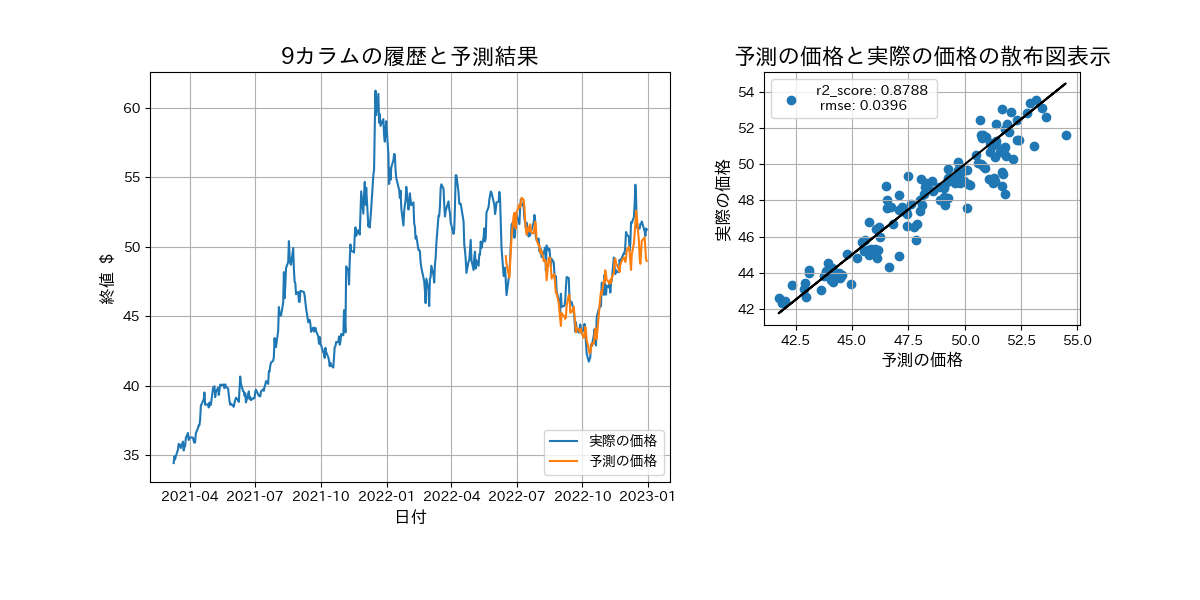 9カラムの履歴と予測結果
終値 $
60
55
50
45
40
35
2021-04 2021-07 2021-10 2022-01 2022-04 2022-07 2022-10 2023-01
日付
実際の価格
予測の価格
予測の価格と実際の価格の散布図表示
実際の価格
54
52
50
48
46
44
42
r2_score: 0.8788
rmse: 0.0396
42.5 45.0 47.5 50.0 52.5 55.0
予測の価格